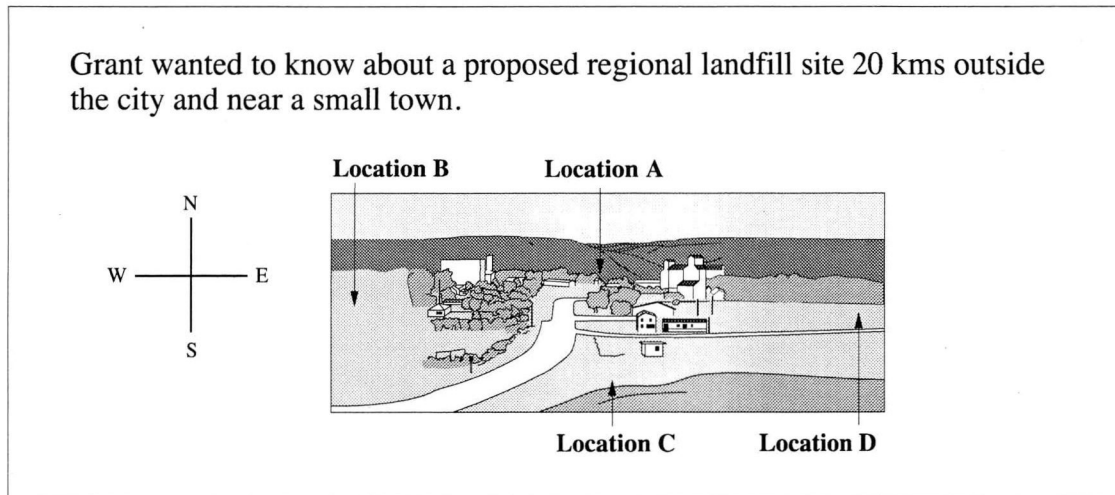 Grant wanted to know about a proposed regional landfill site 20 kms outside
the city and near a small town.
Location B
Location A
N
W
E
S
Location C
Location D